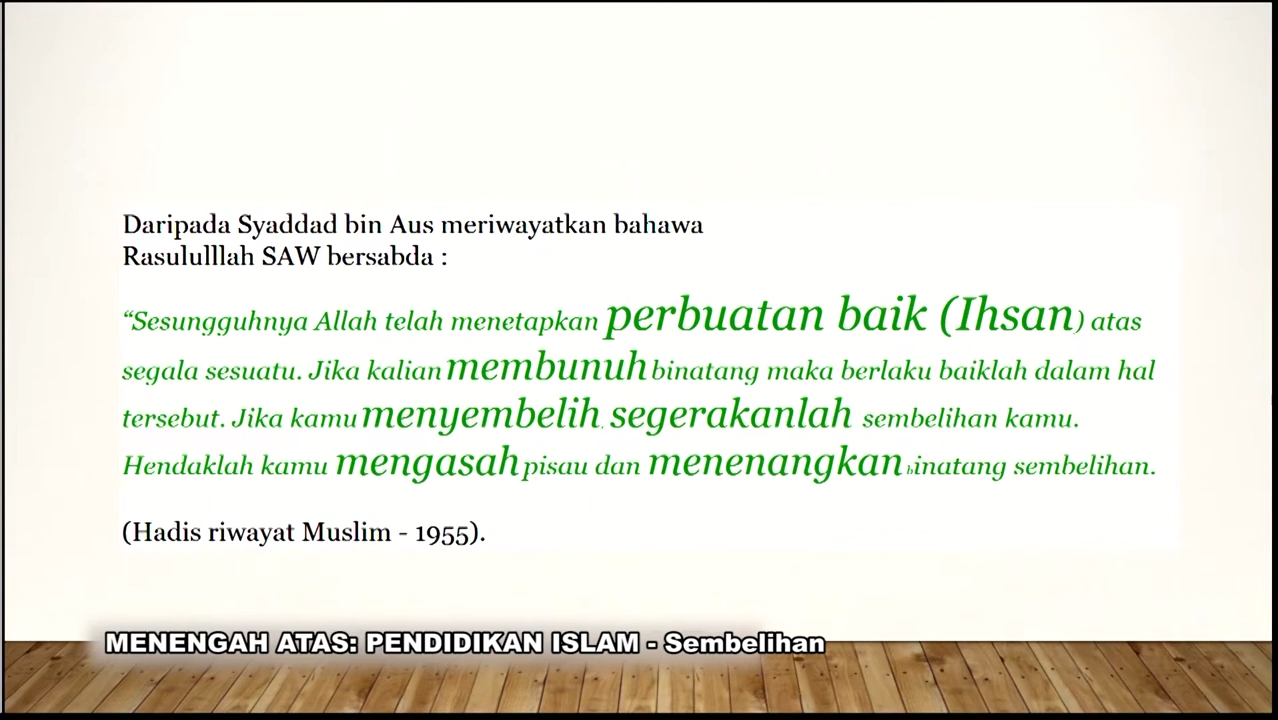 Daripada Syaddad bin Aus meriwayatkan bahawa
Rasululllah SAW bersabda :
“Sesungguhnya Allah telah menetapkan perbuatan baik (Ihsan) atas
segala sesuatu. Jika kalian membunuh binatang maka berlaku baiklah dalam hal
tersebut. Jika kamu menyembelih, segerakanlah sembelihan kamu.
Hendaklah kamu mengasah pisau dan menenangkan binatang sembelihan.
(Hadis riwayat Muslim - 1955).
MENENGAH ATAS: PENDIDIKAN ISLAM - Sembelihan